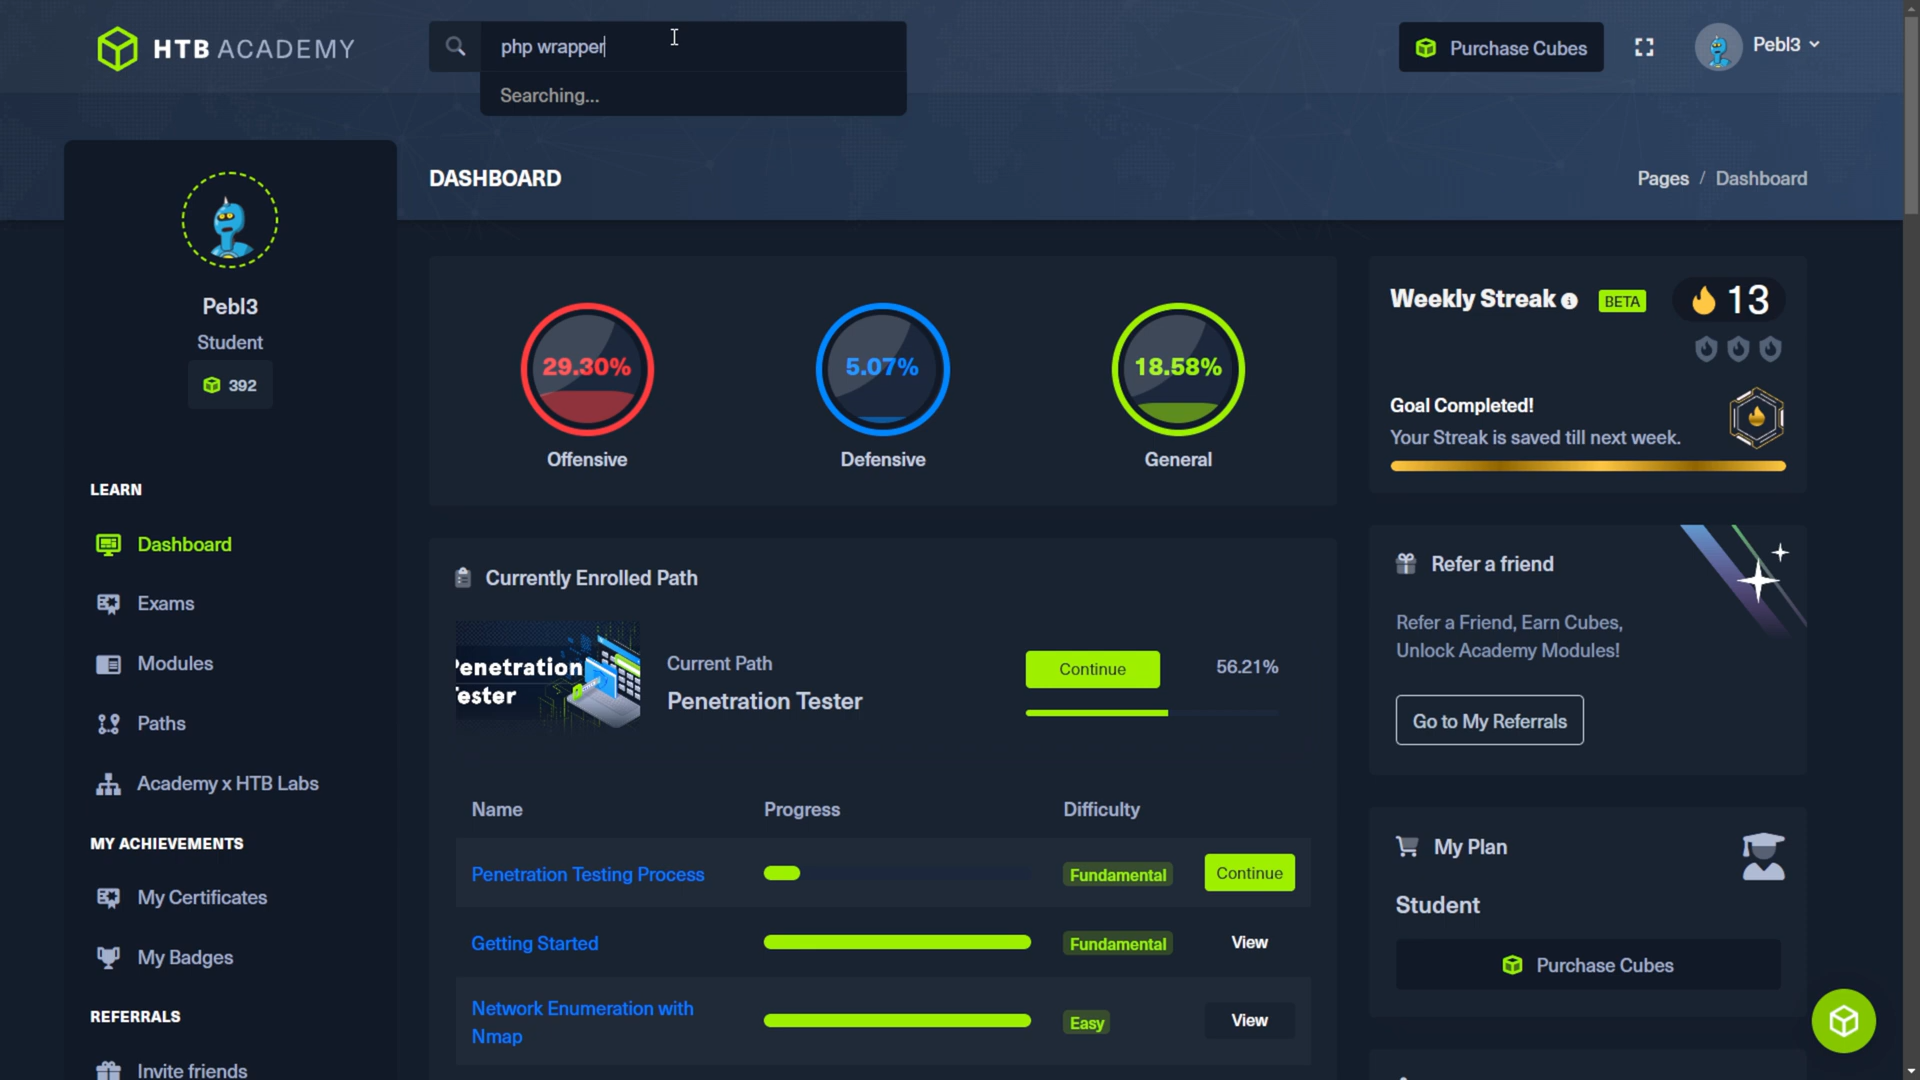 HTB ACADEMY
php wrapper
Searching...
Purchase Cubes
Pebl3
DASHBOARD
Pages / Dashboard
Pebl3
Student
392
LEARN
Dashboard
Exams
Modules
Paths
Academy x HTB Labs
MY ACHIEVEMENTS
My Certificates
My Badges
REFERRALS
Invite friends
29.30%
Offensive
5.07%
Defensive
18.58%
General
Currently Enrolled Path
Penetration
Tester
Current Path
Penetration Tester
Continue
56.21%
Name Progress Difficulty
Penetration Testing Process Fundamental Continue
Getting Started Fundamental View
Network Enumeration with
Nmap
Easy View
Weekly Streak BETA 13
Goal Completed!
Your Streak is saved till next week.
Refer a friend
Refer a Friend, Earn Cubes,
Unlock Academy Modules!
Go to My Referrals
My Plan
Student
Purchase Cubes